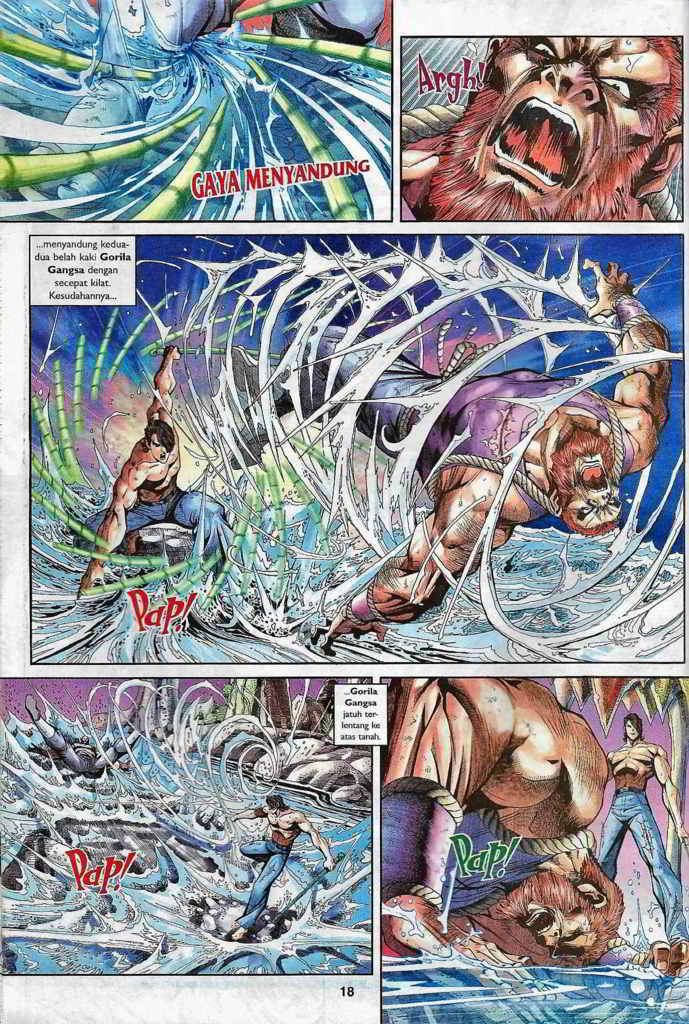 GAYA MENYANDUNG
Argh!
...menyandung kedua-
dua belah kaki Gorila
Gangsa dengan
secepat kilat.
Kesudahannya...
Pap!
Pap!
...Gorila
Gangsa
jatuh ter-
lentang ke
atas tanah.
Pap!
18